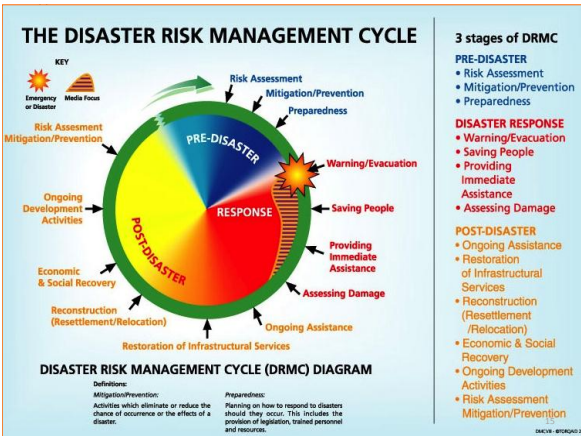 THE DISASTER RISK MANAGEMENT CYCLE
KEY
Emergency
or Disaster
Media Focus
Risk Assessment
Mitigation/Prevention
Preparedness
Warning/Evacuation
Saving People
Providing
Immediate
Assistance
Assessing Damage
Ongoing Assistance
Restoration of Infrastructural Services
Reconstruction
(Resettlement/Relocation)
Economic
& Social Recovery
Ongoing
Development
Activities
Risk Assesment
Mitigation/Prevention
PRE-DISASTER
RESPONSE
POST-DISASTER
DISASTER RISK MANAGEMENT CYCLE (DRMC) DIAGRAM
Definitions:
Mitigation/Prevention:
Activities which eliminate or reduce the
chance of occurrence or the effects of a
disaster.
Preparedness:
Planning on how to respond to disasters
should they occur. This includes the
provision of legislation, trained personnel
and resources.
3 stages of DRMC
PRE-DISASTER
• Risk Assessment
• Mitigation/Prevention
• Preparedness
DISASTER RESPONSE
• Warning/Evacuation
• Saving People
• Providing
Immediate
Assistance
• Assessing Damage
POST-DISASTER
• Ongoing Assistance
• Restoration
of Infrastructural
Services
• Reconstruction
(Resettlement
/Relocation)
• Economic & Social
Recovery
• Ongoing Development
Activities
• Risk Assessment
Mitigation/Prevention
15